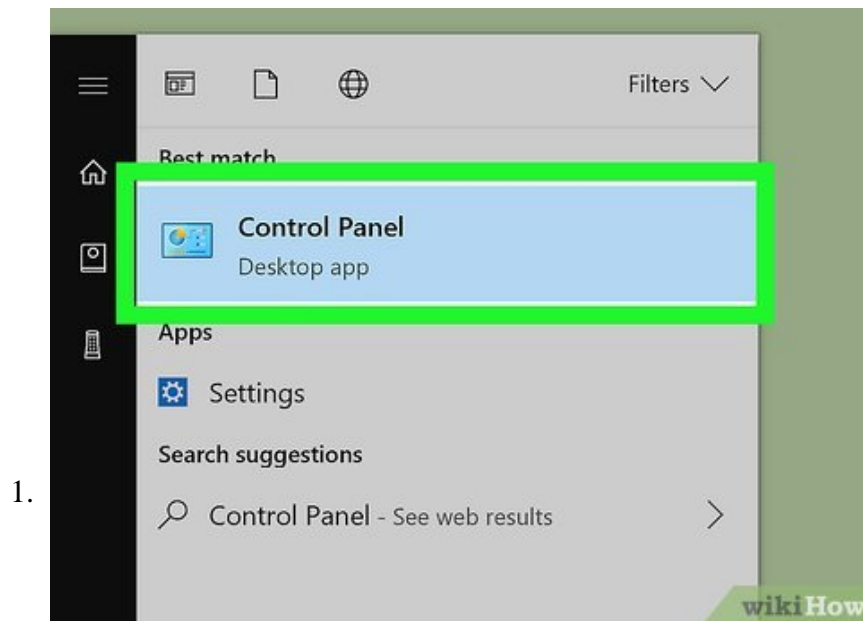 Filters
Best match
Control Panel
Desktop app
Apps
Settings
Search suggestions
1.
Control Panel - See web results
wikiHow